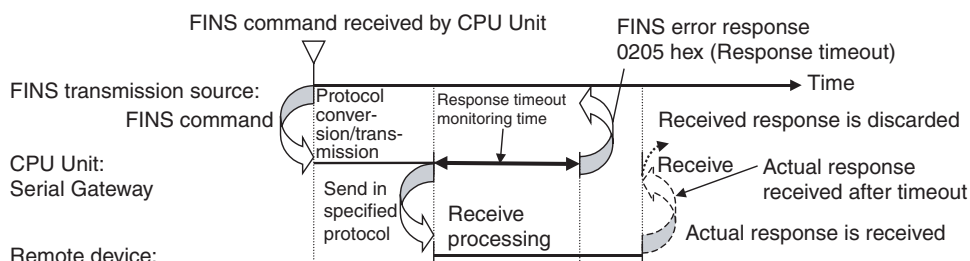 FINS command received by CPU Unit
FINS error response
0205 hex (Response timeout)
Time
FINS transmission source:
FINS command
Protocol
conver-
sion/trans-
mission
Response timeout
monitoring time
Received response is discarded
CPU Unit:
Serial Gateway
Receive
Actual response
received after timeout
Send in
specified
protocol
Receive
processing
Actual response is received
Remote device: